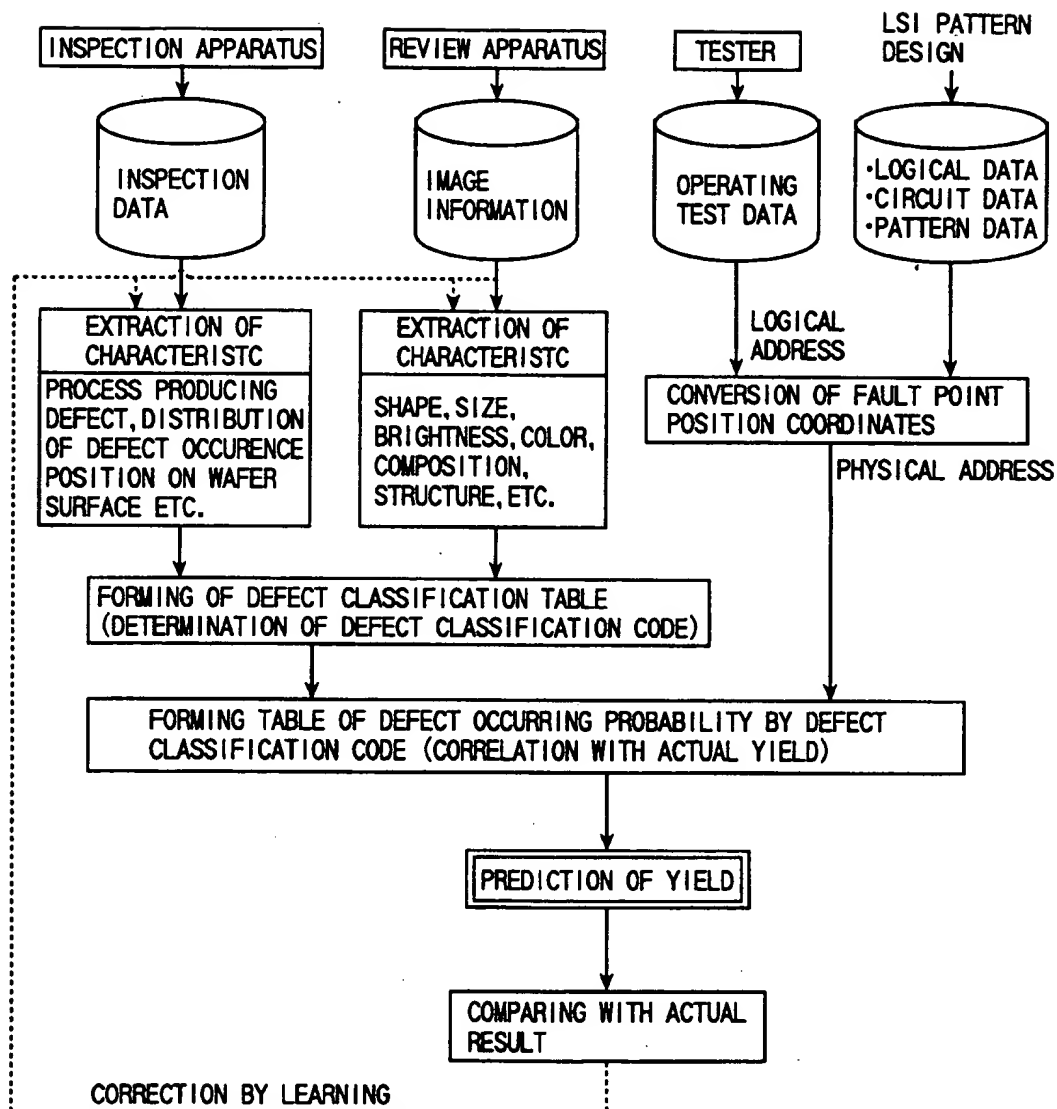 INSPECTION APPARATUS
REVIEW APPARATUS
TESTER
LSI PATTERN
DESIGN
INSPECTION
DATA
IMAGE
INFORMATION
OPERATING
TEST DATA
・LOGICAL DATA
・CIRCUIT DATA
・PATTERN DATA
EXTRACTION OF
CHARACTERISTC
PROCESS PRODUCING
DEFECT, DISTRIBUTION
OF DEFECT OCCURENCE
POSITION ON WAFER
SURFACE ETC.
EXTRACTION OF
CHARACTERISTC
SHAPE, SIZE,
BRIGHTNESS, COLOR,
COMPOSITION,
STRUCTURE, ETC.
LOGICAL
ADDRESS
CONVERSION OF FAULT POINT
POSITION COORDINATES
PHYSICAL ADDRESS
FORMING OF DEFECT CLASSIFICATION TABLE
(DETERMINATION OF DEFECT CLASSIFICATION CODE)
FORMING TABLE OF DEFECT OCCURRING PROBABILITY BY DEFECT
CLASSIFICATION CODE (CORRELATION WITH ACTUAL YIELD)
PREDICTION OF YIELD
COMPARING WITH ACTUAL
RESULT
CORRECTION BY LEARNING